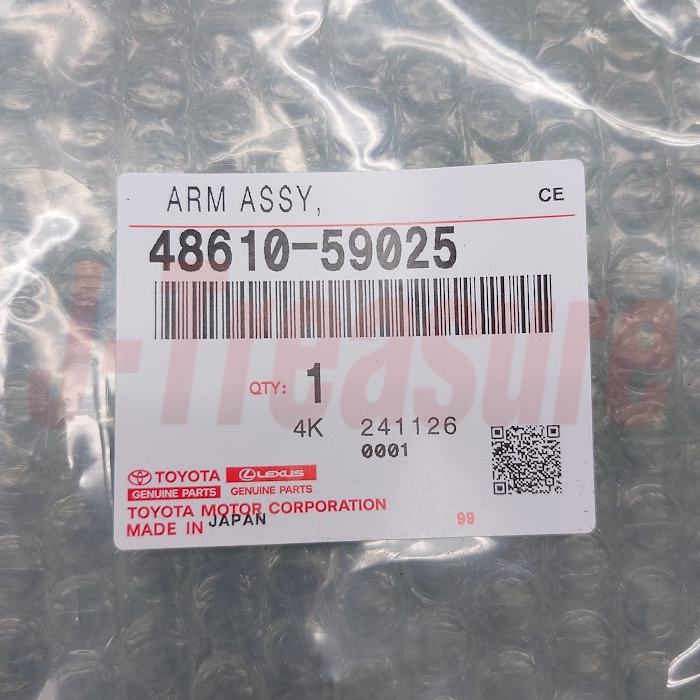 ARM ASSY,
CE
48610-59025
J-Treasure
QTY: 1
4K 241126
0001
TOYOTA LEXUS
GENUINE PARTS GENUINE PARTS
TOYOTA MOTOR CORPORATION
MADE IN JAPAN
99